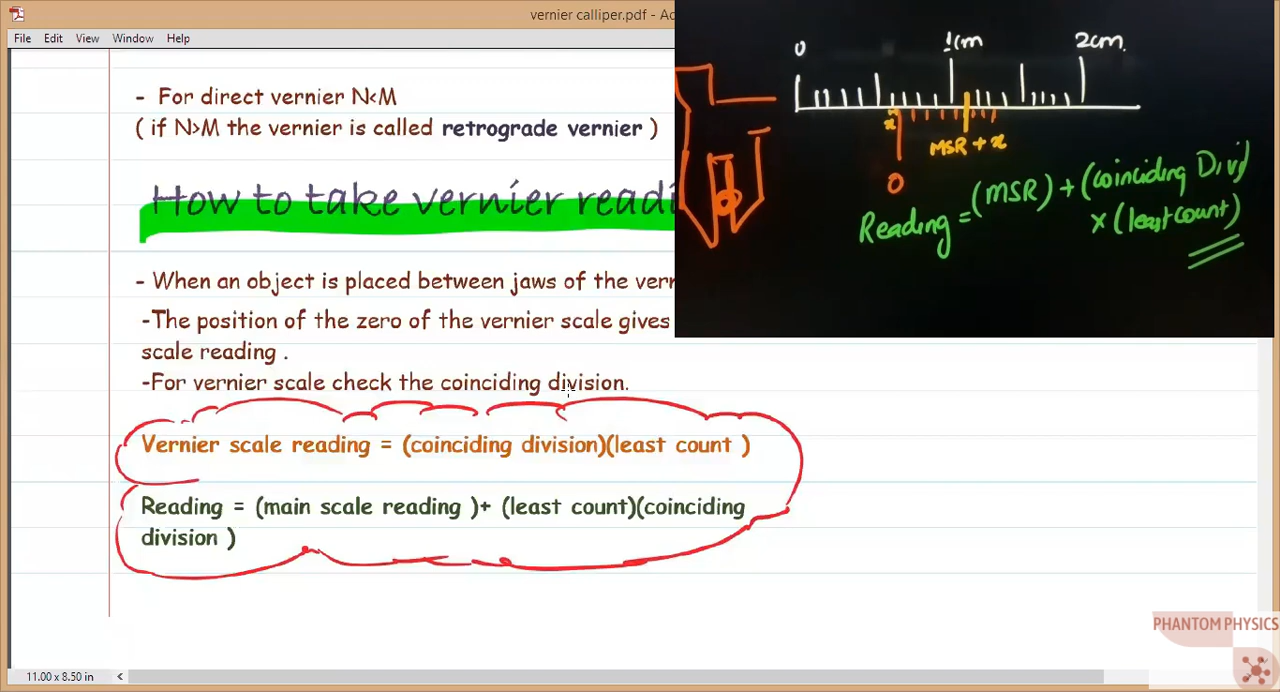 vernier calliper.pdf - Ad
File Edit View Window Help
- For direct vernier N<M
( if N>M the vernier is called retrograde vernier )
How to take vernier readi
- When an object is placed between jaws of the vern
-The position of the zero of the vernier scale gives
scale reading .
-For vernier scale check the coinciding division.
Vernier scale reading = (coinciding division)(least count )
Reading = (main scale reading )+ (least count)(coinciding
division )
0 1cm 2cm.
x
MSR + x
0
Reading = (MSR) + (coinciding Div)
x (least count)
PHANTOM PHYSICS
11.00 x 8.50 in